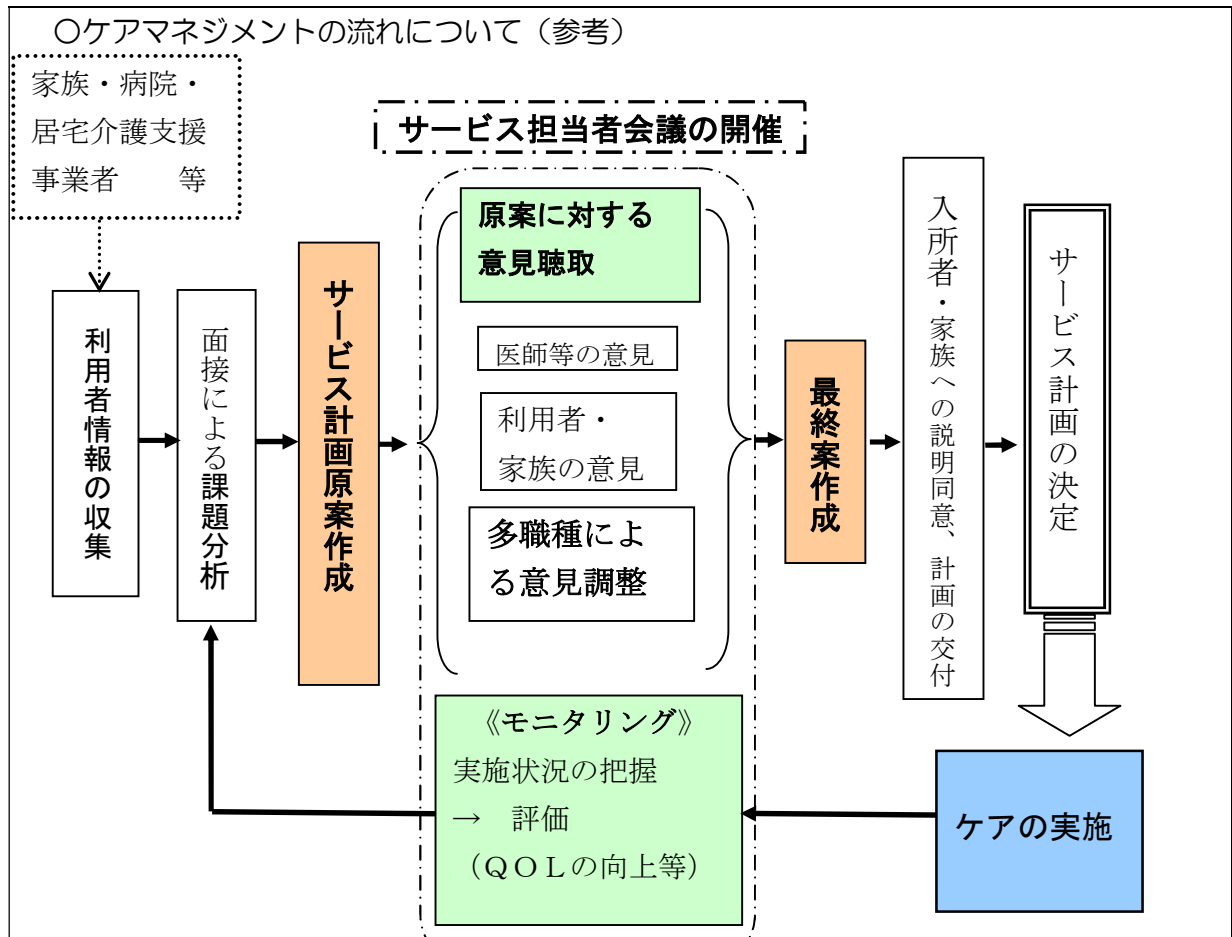 〇ケアマネジメントの流れについて（参考）
家族・病院・
居宅介護支援
事業者　　等
サービス担当者会議の開催
利用者情報の収集
面接による課題分析
サービス計画原案作成
原案に対する
意見聴取
医師等の意見
利用者・
家族の意見
多職種によ
る意見調整
最終案作成
入所者・家族への説明同意、計画の交付
サービス計画の決定
ケアの実施
《モニタリング》
実施状況の把握
→　評価
（ＱＯＬの向上等）